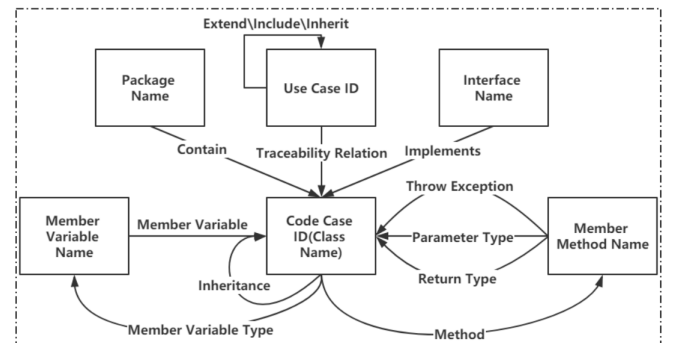 Extend\Include\Inherit
Package
Name
Use Case ID
Interface
Name
Contain
Traceability Relation
Implements
Throw Exception
Member
Variable
Name
Member Variable
Code Case
ID(Class
Name)
Parameter Type
Member
Method Name
Inheritance
Return Type
Member Variable Type
Method